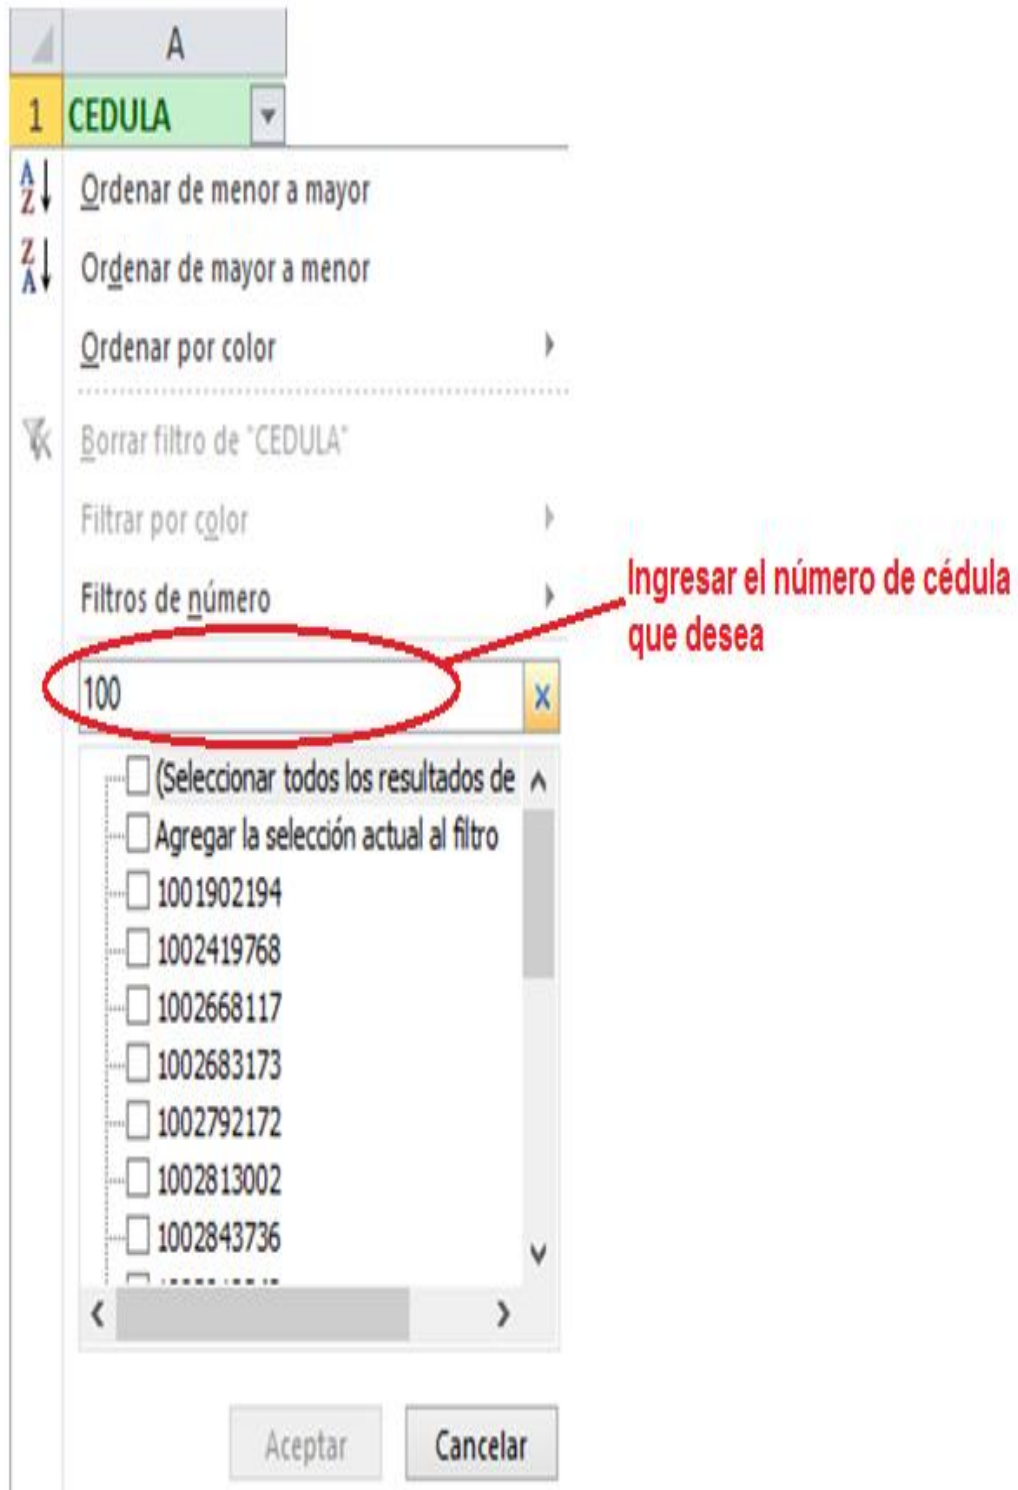 A
1 CEDULA
Ordenar de menor a mayor
Ordenar de mayor a menor
Ordenar por color
Borrar filtro de "CEDULA"
Filtrar por color
Filtros de número
Ingresar el número de cédula
que desea
100
(Seleccionar todos los resultados de
Agregar la selección actual al filtro
1001902194
1002419768
1002668117
1002683173
1002792172
1002813002
1002843736
Aceptar
Cancelar